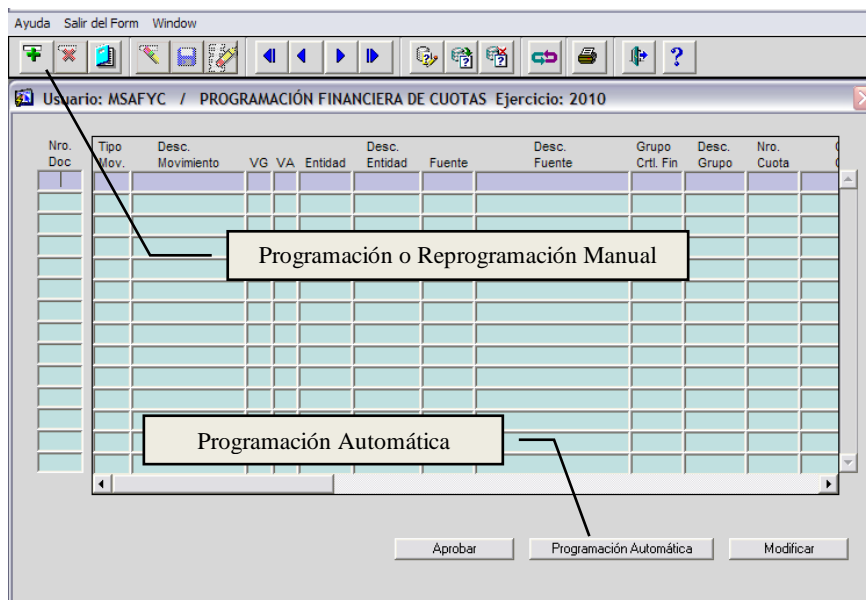 Ayuda Salir del Form Window
Usuario: MSAFYC / PROGRAMACIÓN FINANCIERA DE CUOTAS Ejercicio: 2010
Nro. Tipo Desc. Desc. Desc. Grupo Desc. Nro.
Doc Mov. Movimiento VG VA Entidad Entidad Fuente Fuente Crtl. Fin Grupo Cuota
Programación o Reprogramación Manual
Programación Automática
Aprobar Programación Automática Modificar